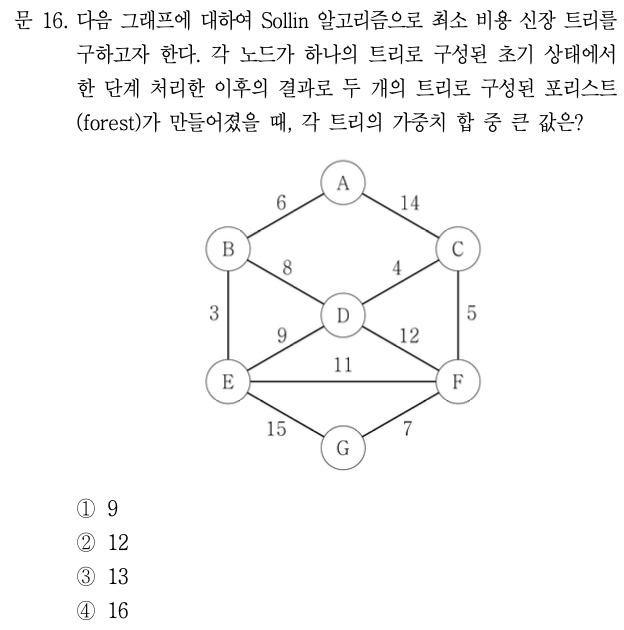 문 16. 다음 그래프에 대하여 Sollin 알고리즘으로 최소 비용 신장 트리를
구하고자 한다. 각 노드가 하나의 트리로 구성된 초기 상태에서
한 단계 처리한 이후의 결과로 두 개의 트리로 구성된 포리스트
(forest)가 만들어졌을 때, 각 트리의 가중치 합 중 큰 값은?
A
6 14
B C
8 4
3 D 5
9 12
11
E F
15 7
G
① 9
② 12
③ 13
④ 16